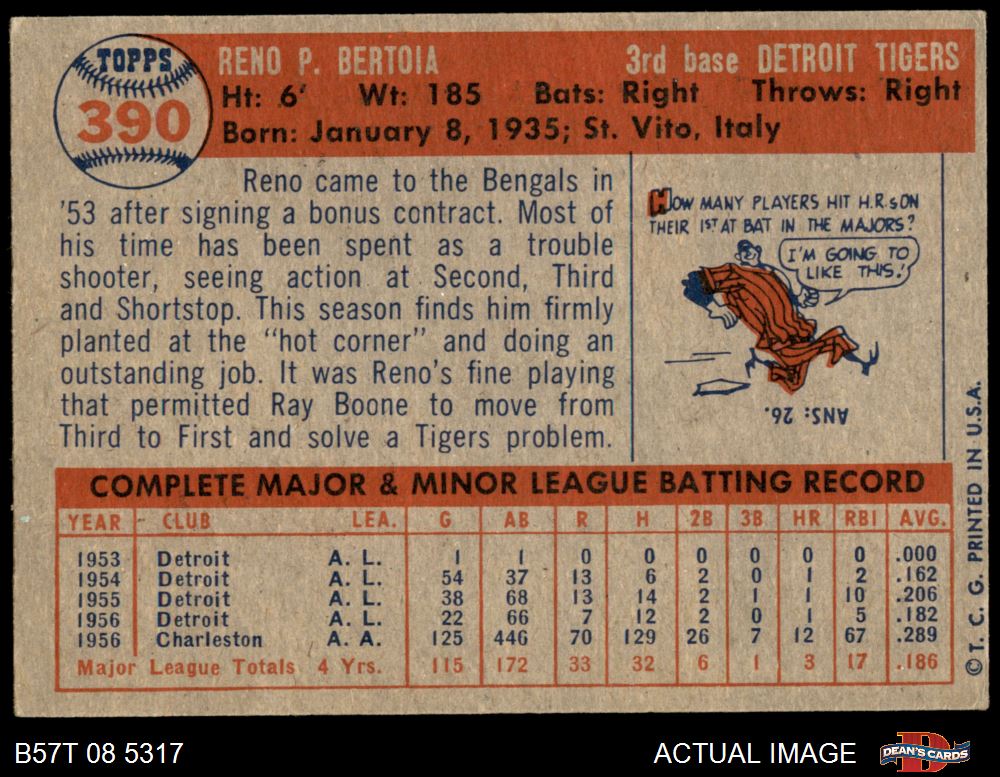 TOPPS
390
RENO P. BERTOIA 3rd base DETROIT TIGERS
Ht: 6' Wt: 185 Bats: Right Throws: Right
Born: January 8, 1935; St. Vito, Italy
Reno came to the Bengals in
'53 after signing a bonus contract. Most of
his time has been spent as a trouble
shooter, seeing action at Second, Third
and Shortstop. This season finds him firmly
planted at the "hot corner" and doing an
outstanding job. It was Reno's fine playing
that permitted Ray Boone to move from
Third to First and solve a Tigers problem.
HOW MANY PLAYERS HIT H.R.s ON
THEIR 1ST AT BAT IN THE MAJORS?
I'M GOING TO
LIKE THIS!
ANS: 26.
COMPLETE MAJOR & MINOR LEAGUE BATTING RECORD
YEAR CLUB LEA. G AB R H 2B 3B HR RBI AVG.
1953 Detroit A. L. 1 1 0 0 0 0 0 0 .000
1954 Detroit A. L. 54 37 13 6 2 0 1 2 .162
1955 Detroit A. L. 38 68 13 14 2 1 1 10 .206
1956 Detroit A. L. 22 66 7 12 2 0 1 5 .182
1956 Charleston A. A. 125 446 70 129 26 7 12 67 .289
Major League Totals 4 Yrs. 115 172 33 32 6 1 3 17 .186
© T. C. G. PRINTED IN U.S.A.
B57T 08 5317 ACTUAL IMAGE
D
DEAN'S CARDS